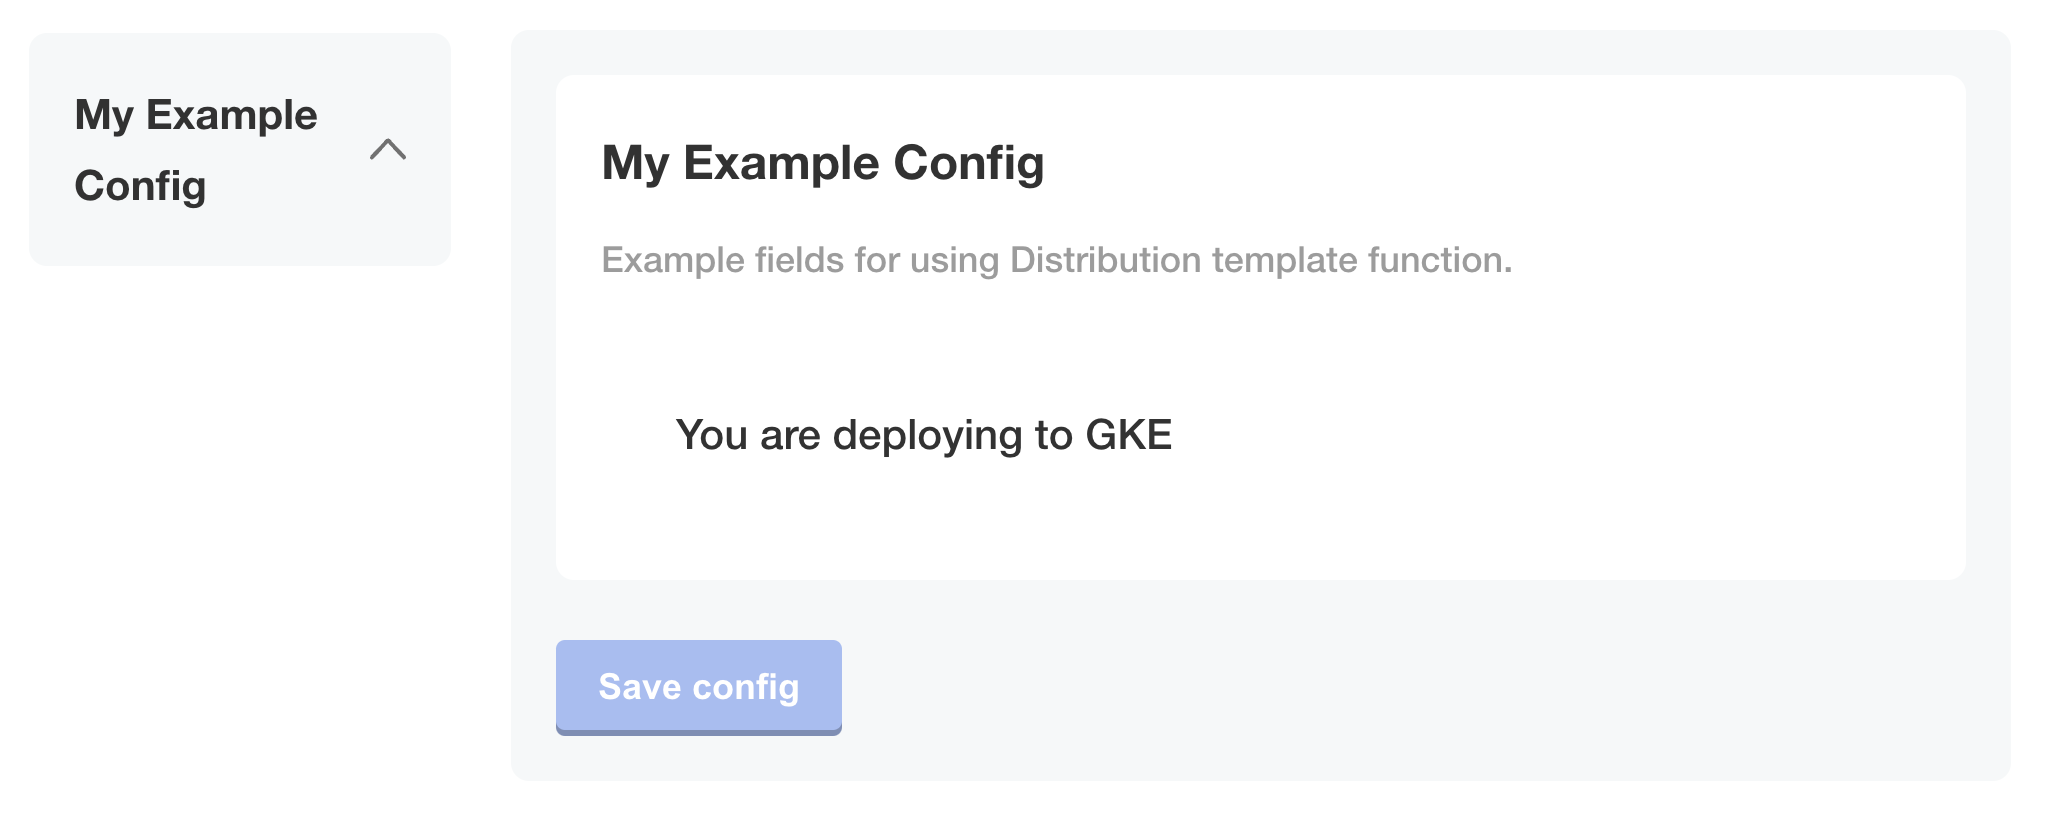 My Example
Config
My Example Config
Example fields for using Distribution template function.
You are deploying to GKE
Save config